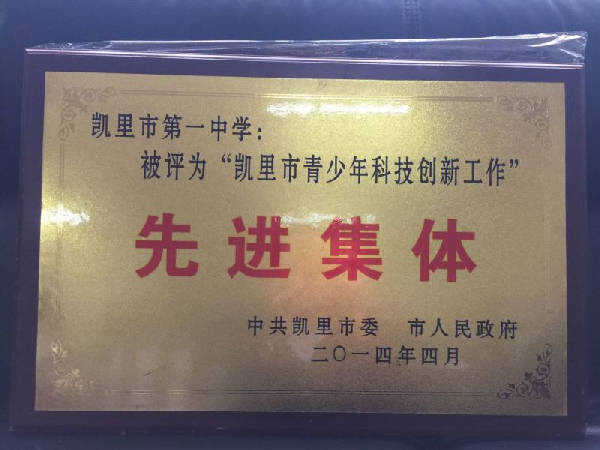 凯里市第一中学：
被评为“凯里市青少年科技创新工作”
先进集体
中共凯里市委 市人民政府
二〇一四年四月